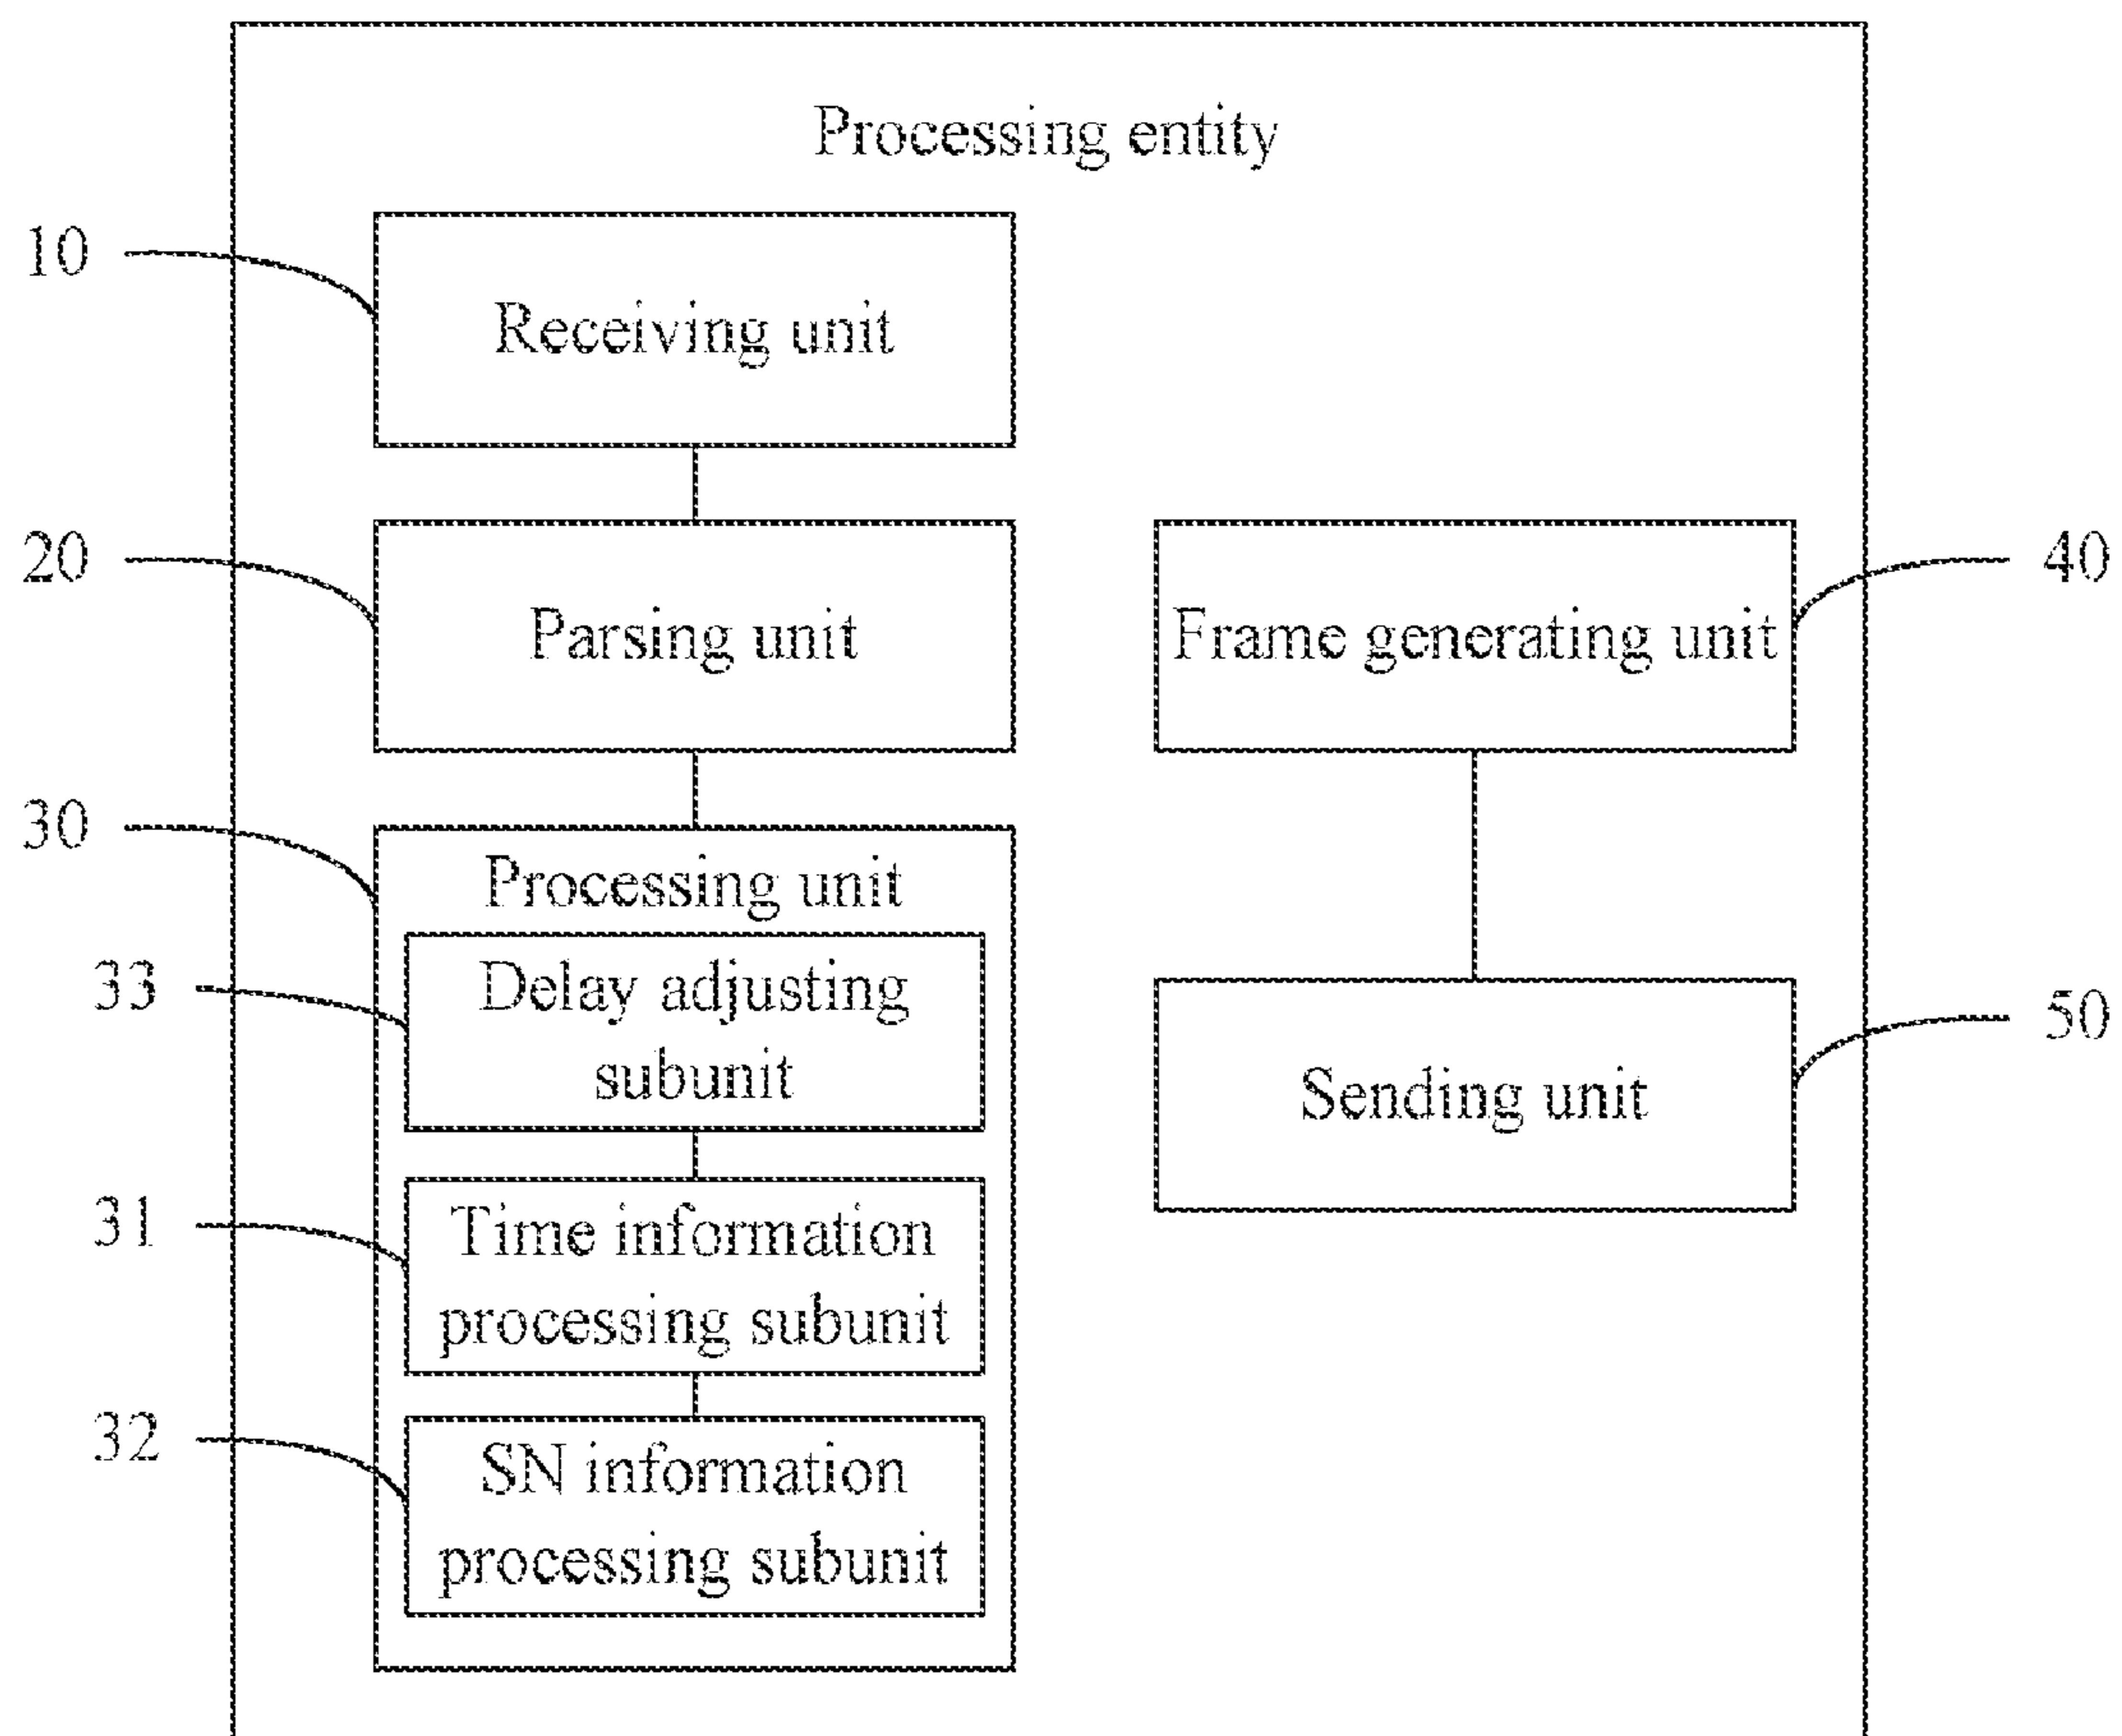 Processing entity
10
Receiving unit
20
Parsing unit
40
Frame generating unit
30
Processing unit
33
Delay adjusting
subunit
50
Sending unit
31
Time information
processing subunit
32
SN information
processing subunit